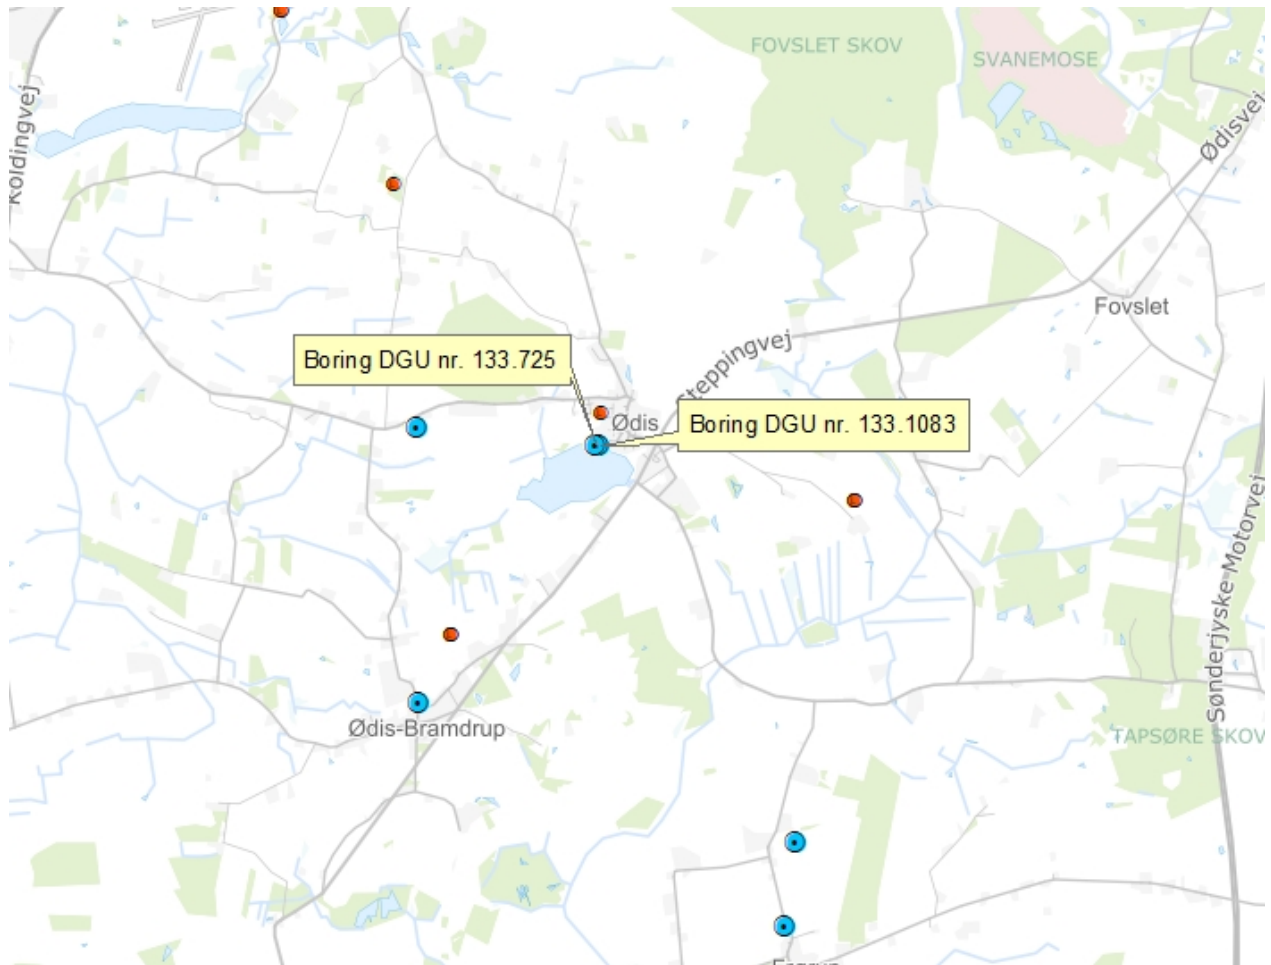 FOVSLET SKOV
SVANEMOSE
Koldingvej
Ødisvej
Fovslet
Boring DGU nr. 133.725
Steppingvej
Ødis
Boring DGU nr. 133.1083
Sønderjyske Motorvej
Ødis-Bramdrup
TAPSØRE SKOV